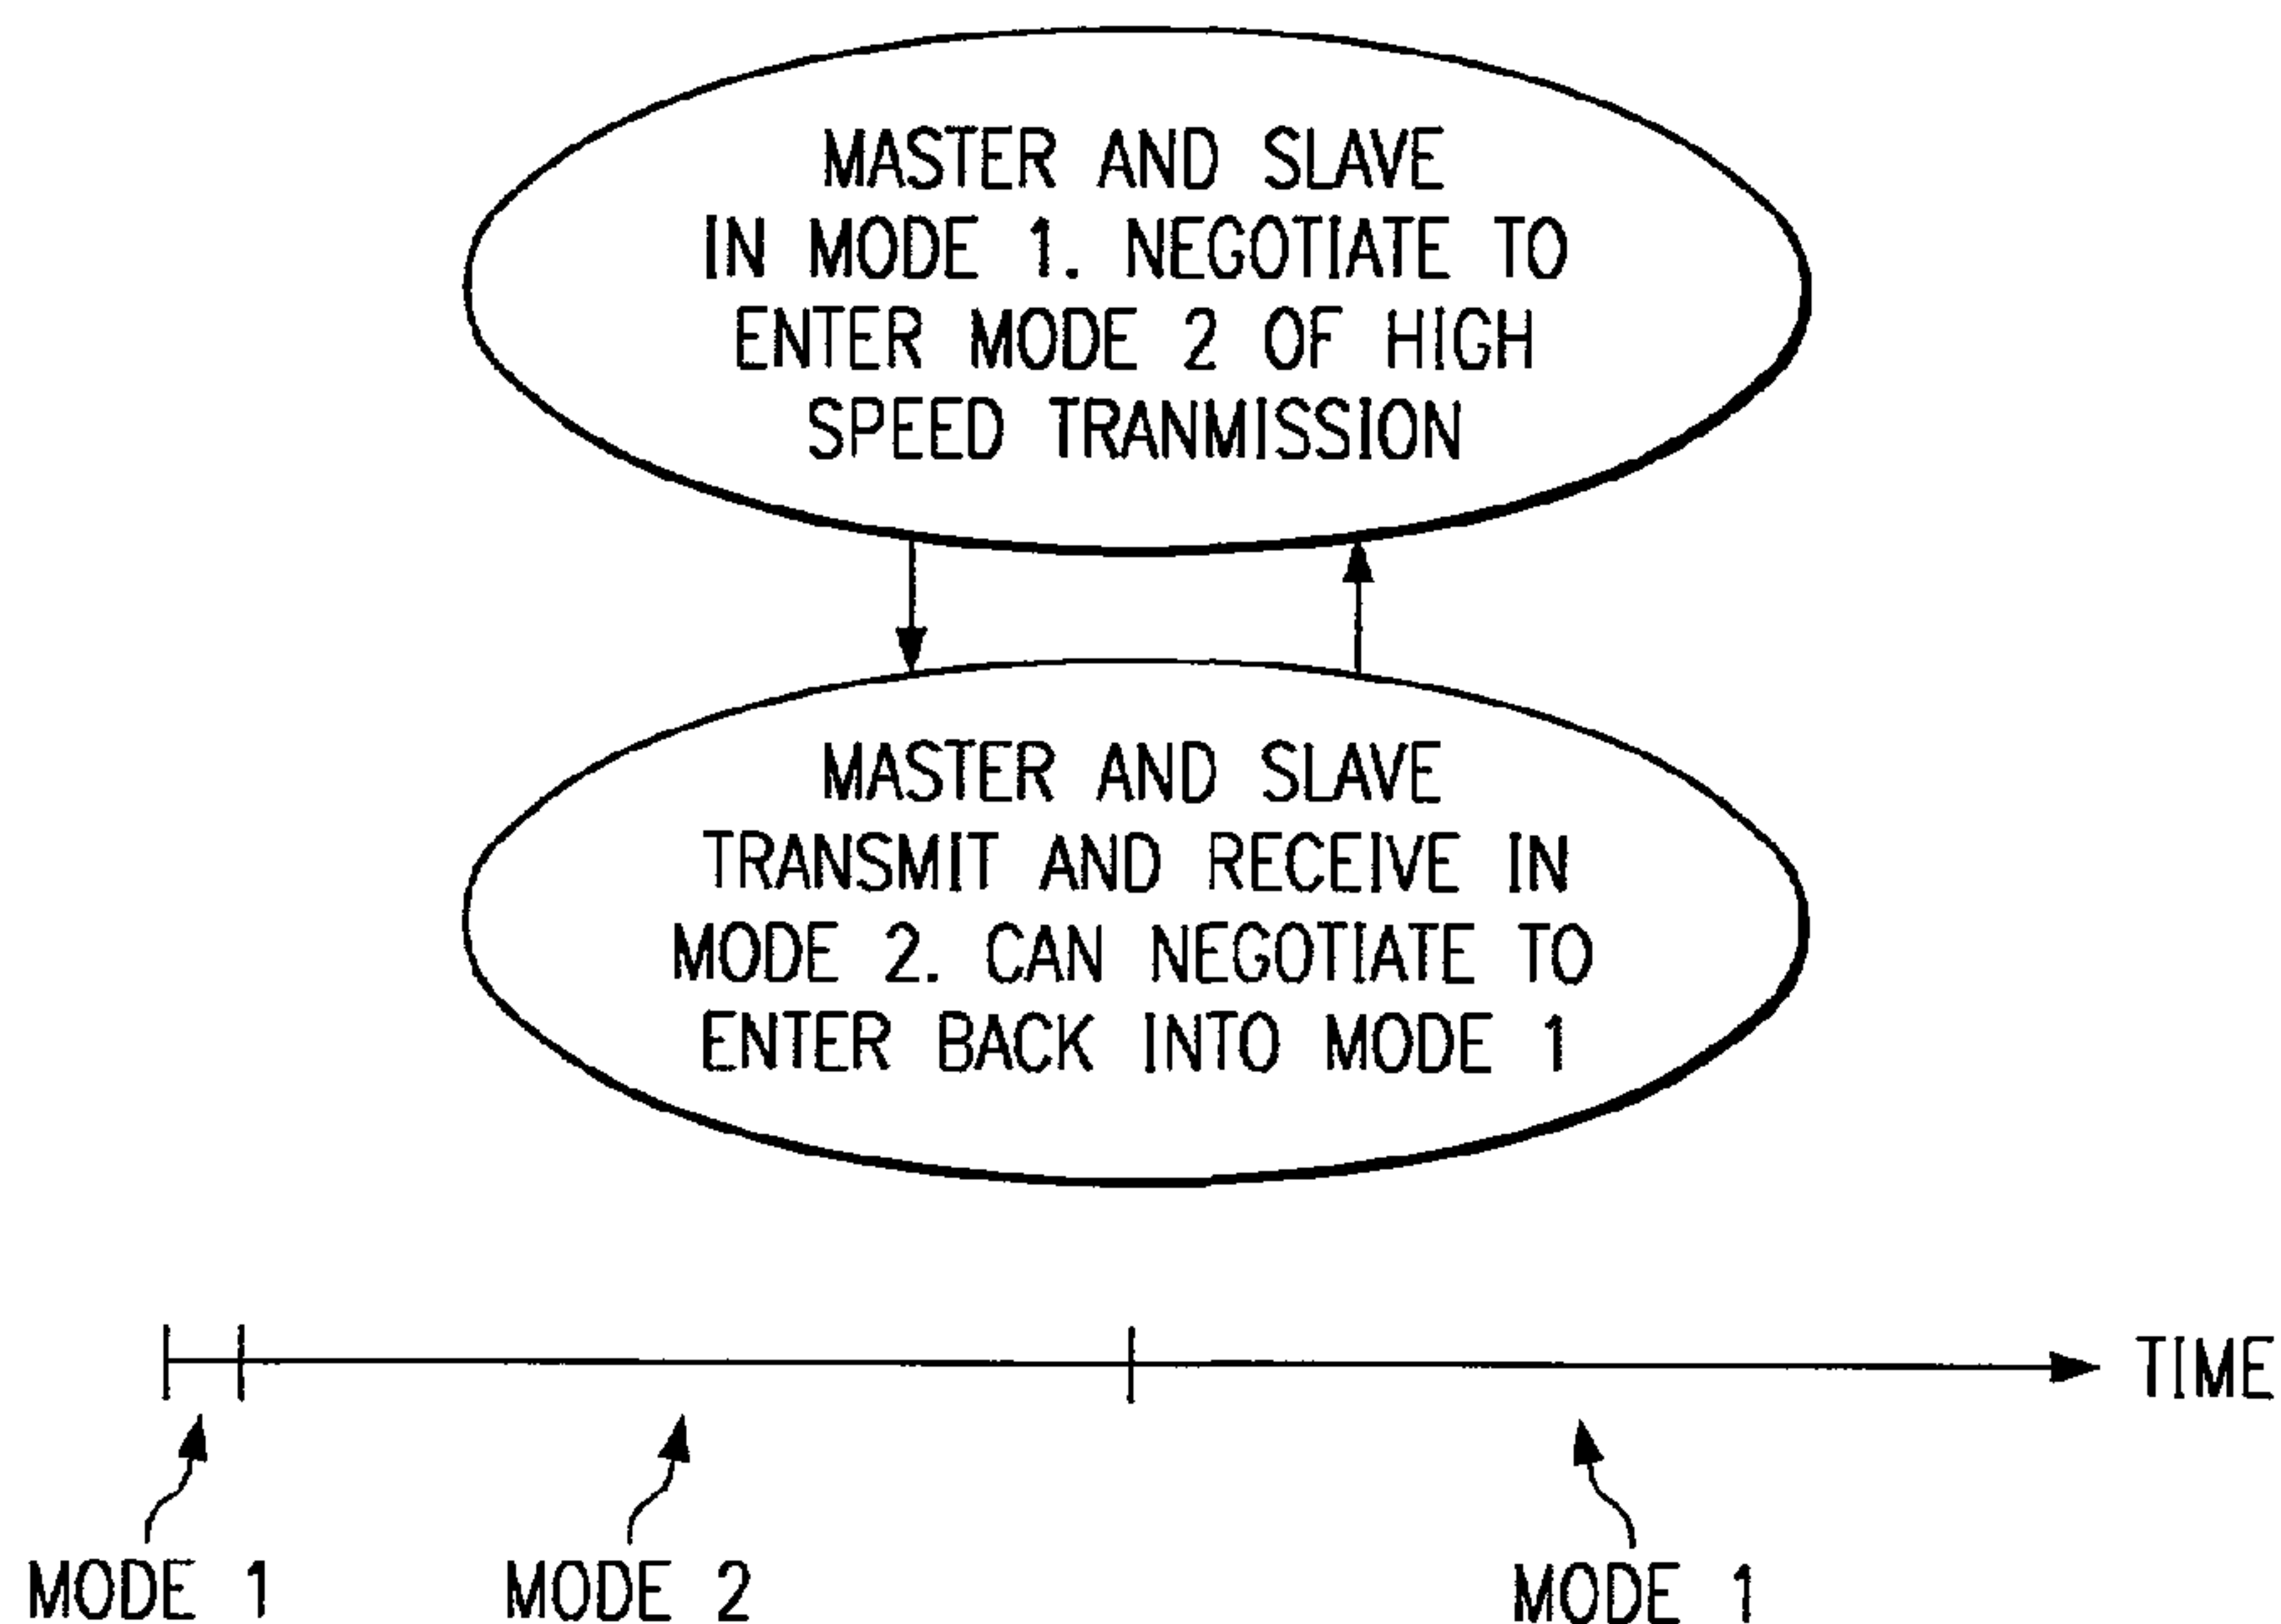 MASTER AND SLAVE
IN MODE 1. NEGOTIATE TO
ENTER MODE 2 OF HIGH
SPEED TRANMISSION
MASTER AND SLAVE
TRANSMIT AND RECEIVE IN
MODE 2. CAN NEGOTIATE TO
ENTER BACK INTO MODE 1
TIME
MODE 1
MODE 2
MODE 1